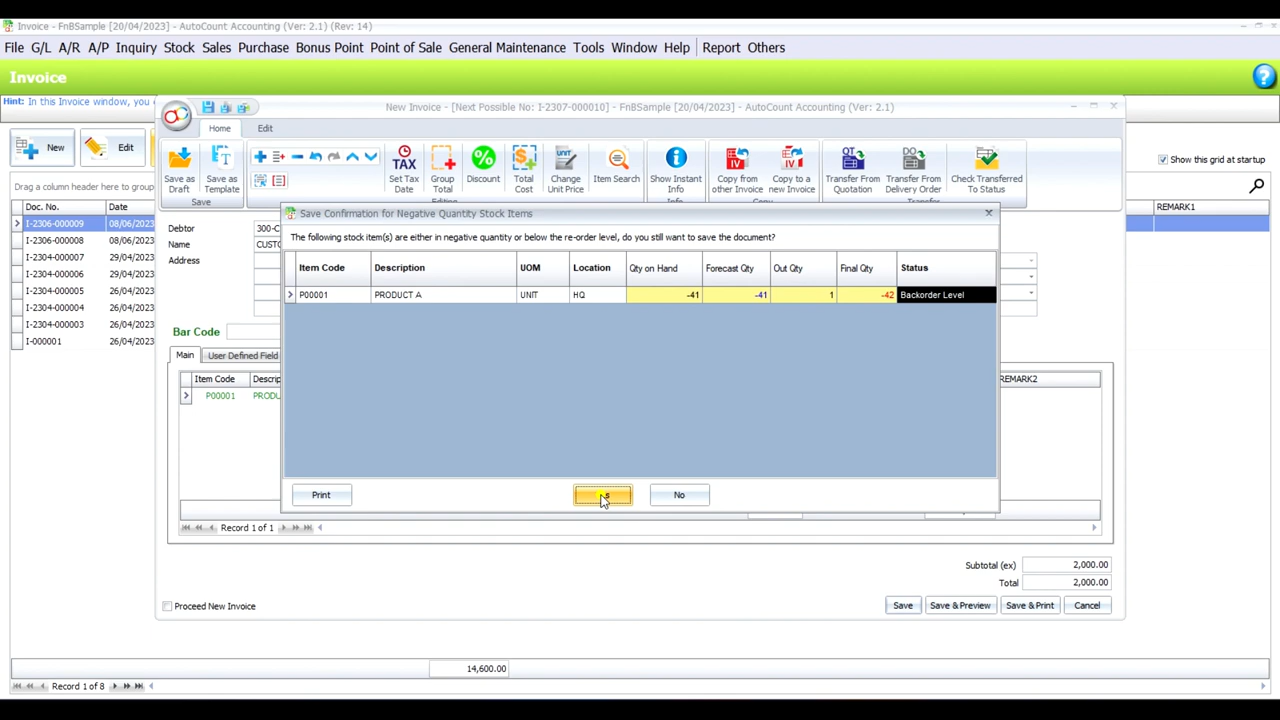 Invoice - FnBSample [20/04/2023] - AutoCount Accounting (Ver: 2.1) (Rev: 14)
File G/L A/R A/P Inquiry Stock Sales Purchase Bonus Point Point of Sale General Maintenance Tools Window Help Report Others
Invoice
Hint: In this Invoice window, you c
New Invoice - [Next Possible No: I-2307-000010] - FnBSample [20/04/2023] - AutoCount Accounting (Ver: 2.1)
Home Edit
New Edit
Save as Draft
Save as Template
Set Tax Date
Group Total
Discount
Total Cost
Change Unit Price
Item Search
Show Instant Info
Copy from other Invoice
Copy to a new Invoice
Transfer From Quotation
Transfer From Delivery Order
Check Transferred To Status
Show this grid at startup
Save
Drag a column header here to group
Doc. No. Date
REMARK1
I-2306-000009 08/06/2023
I-2306-000008 08/06/2023
I-2304-000007 29/04/2023
I-2304-000006 29/04/2023
I-2304-000005 26/04/2023
I-2304-000004 26/04/2023
I-2304-000003 26/04/2023
I-000001 26/04/2023
Debtor 300-C
Name CUSTO
Address
Save Confirmation for Negative Quantity Stock Items
The following stock item(s) are either in negative quantity or below the re-order level, do you still want to save the document?
Item Code Description UOM Location Qty on Hand Forecast Qty Out Qty Final Qty Status
P00001 PRODUCT A UNIT HQ -41 -41 1 -42 Backorder Level
Bar Code
Main User Defined Field
Item Code Descrip
REMARK2
P00001 PRODU
Print No
Record 1 of 1
Subtotal (ex) 2,000.00
Total 2,000.00
Proceed New Invoice
Save Save & Preview Save & Print Cancel
14,600.00
Record 1 of 8